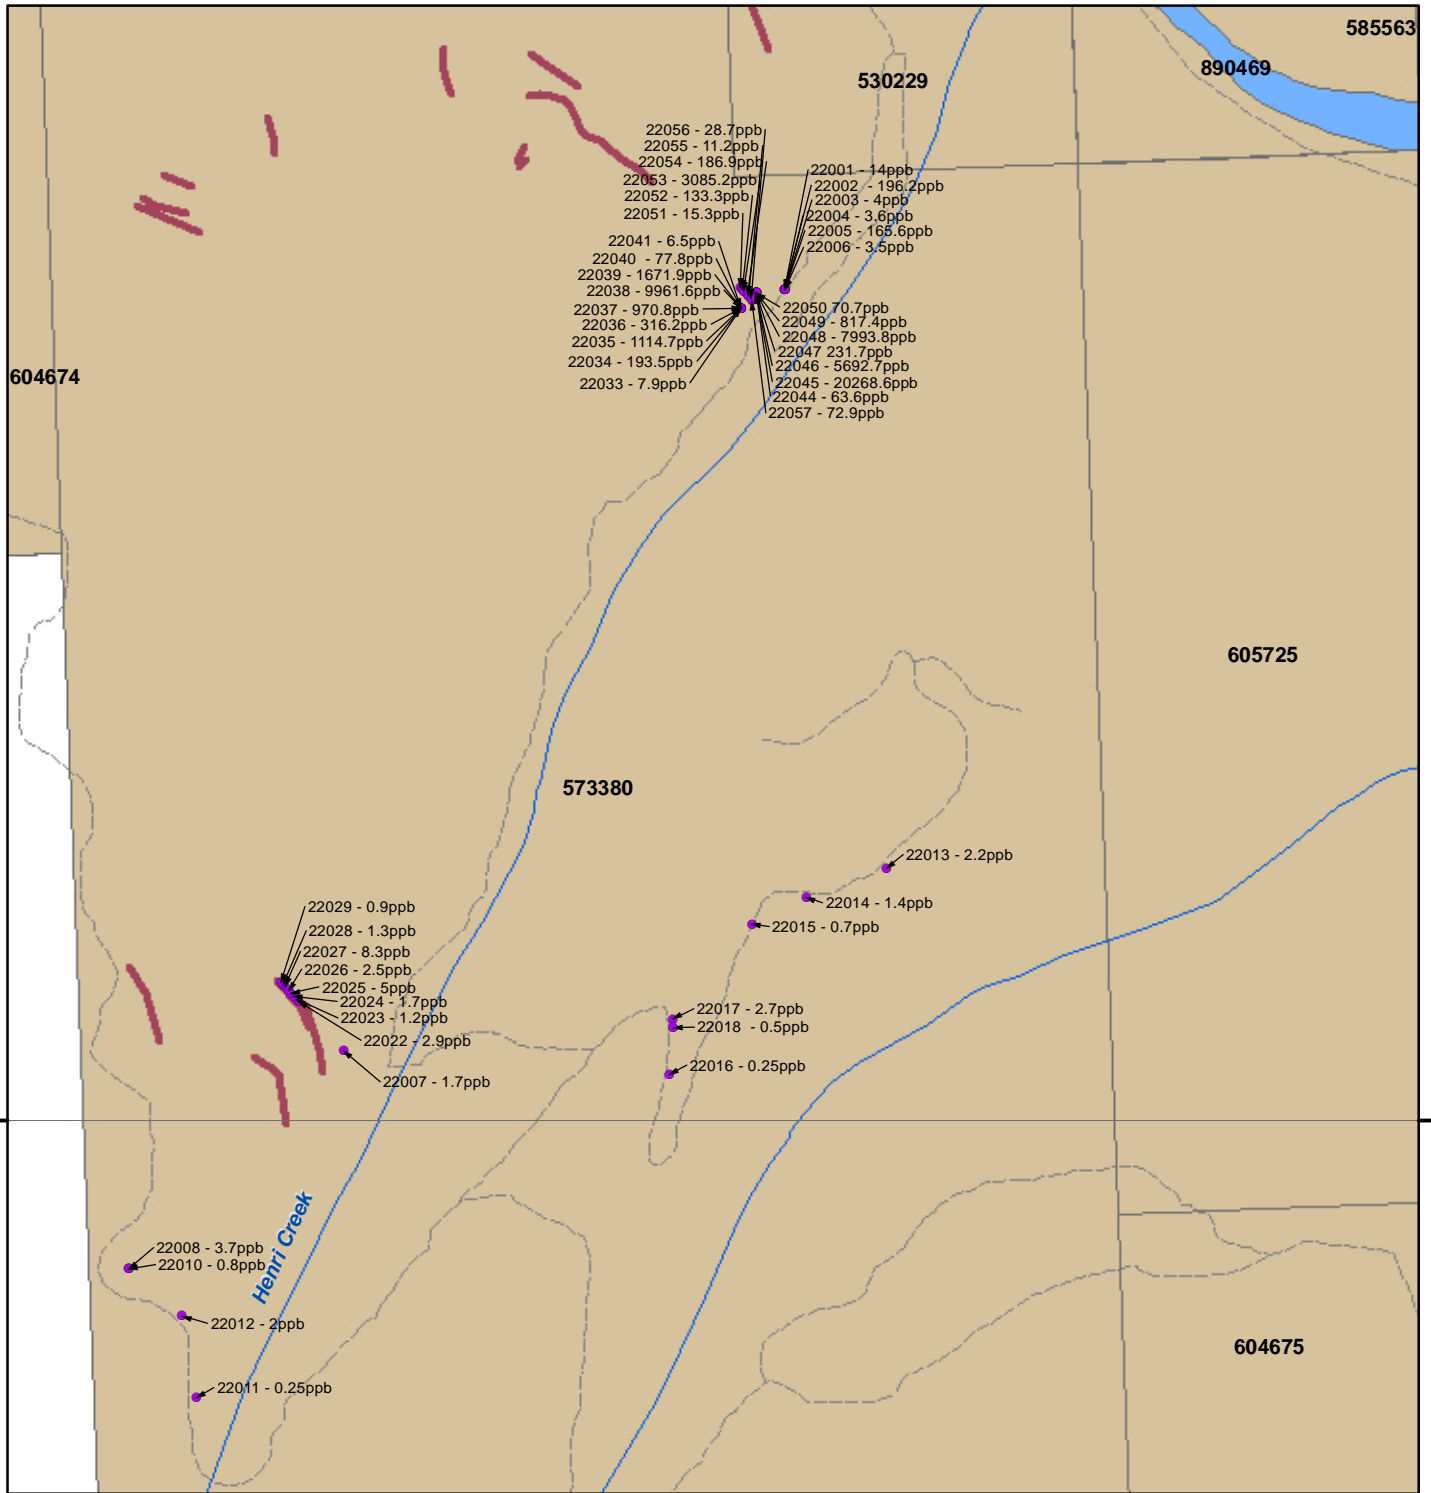 585563
890469
530229
22056 - 28.7ppb
22055 - 11.2ppb
22054 - 186.9ppb
22053 - 3085.2ppb
22052 - 133.3ppb
22051 - 15.3ppb
22001 - 14ppb
22002 - 196.2ppb
22003 - 4ppb
22004 - 3.6ppb
22005 - 165.6ppb
22006 - 3.5ppb
22041 - 6.5ppb
22040 - 77.8ppb
22039 - 1671.9ppb
22038 - 9961.6ppb
22037 - 970.8ppb
22036 - 316.2ppb
22035 - 1114.7ppb
22034 - 193.5ppb
22033 - 7.9ppb
22050 70.7ppb
22049 - 817.4ppb
22048 - 7993.8ppb
22047 231.7ppb
22046 - 5692.7ppb
22045 - 20268.6ppb
22044 - 63.6ppb
22057 - 72.9ppb
604674
605725
573380
22013 - 2.2ppb
22014 - 1.4ppb
22015 - 0.7ppb
22029 - 0.9ppb
22028 - 1.3ppb
22027 - 8.3ppb
22026 - 2.5ppb
22025 - 5ppb
22024 - 1.7ppb
22023 - 1.2ppb
22022 - 2.9ppb
22007 - 1.7ppb
22017 - 2.7ppb
22018 - 0.5ppb
22016 - 0.25ppb
Henri Creek
22008 - 3.7ppb
22010 - 0.8ppb
22012 - 2ppb
22011 - 0.25ppb
604675